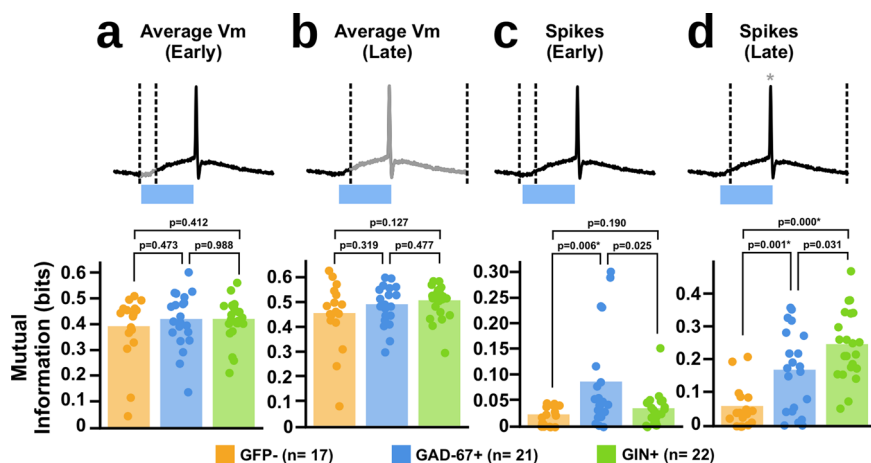 a
Average Vm
(Early)
b
Average Vm
(Late)
c
Spikes
(Early)
d
Spikes
(Late)
*
p=0.412
p=0.473
p=0.988
p=0.127
p=0.319
p=0.477
p=0.190
p=0.006*
p=0.025
p=0.000*
p=0.001*
p=0.031
Mutual
Information (bits)
0.6
0.5
0.4
0.3
0.2
0.1
0
0.6
0.5
0.4
0.3
0.2
0.1
0
0.30
0.25
0.20
0.15
0.10
0.05
0
0.4
0.3
0.2
0.1
0
GFP- (n= 17)
GAD-67+ (n= 21)
GIN+ (n= 22)